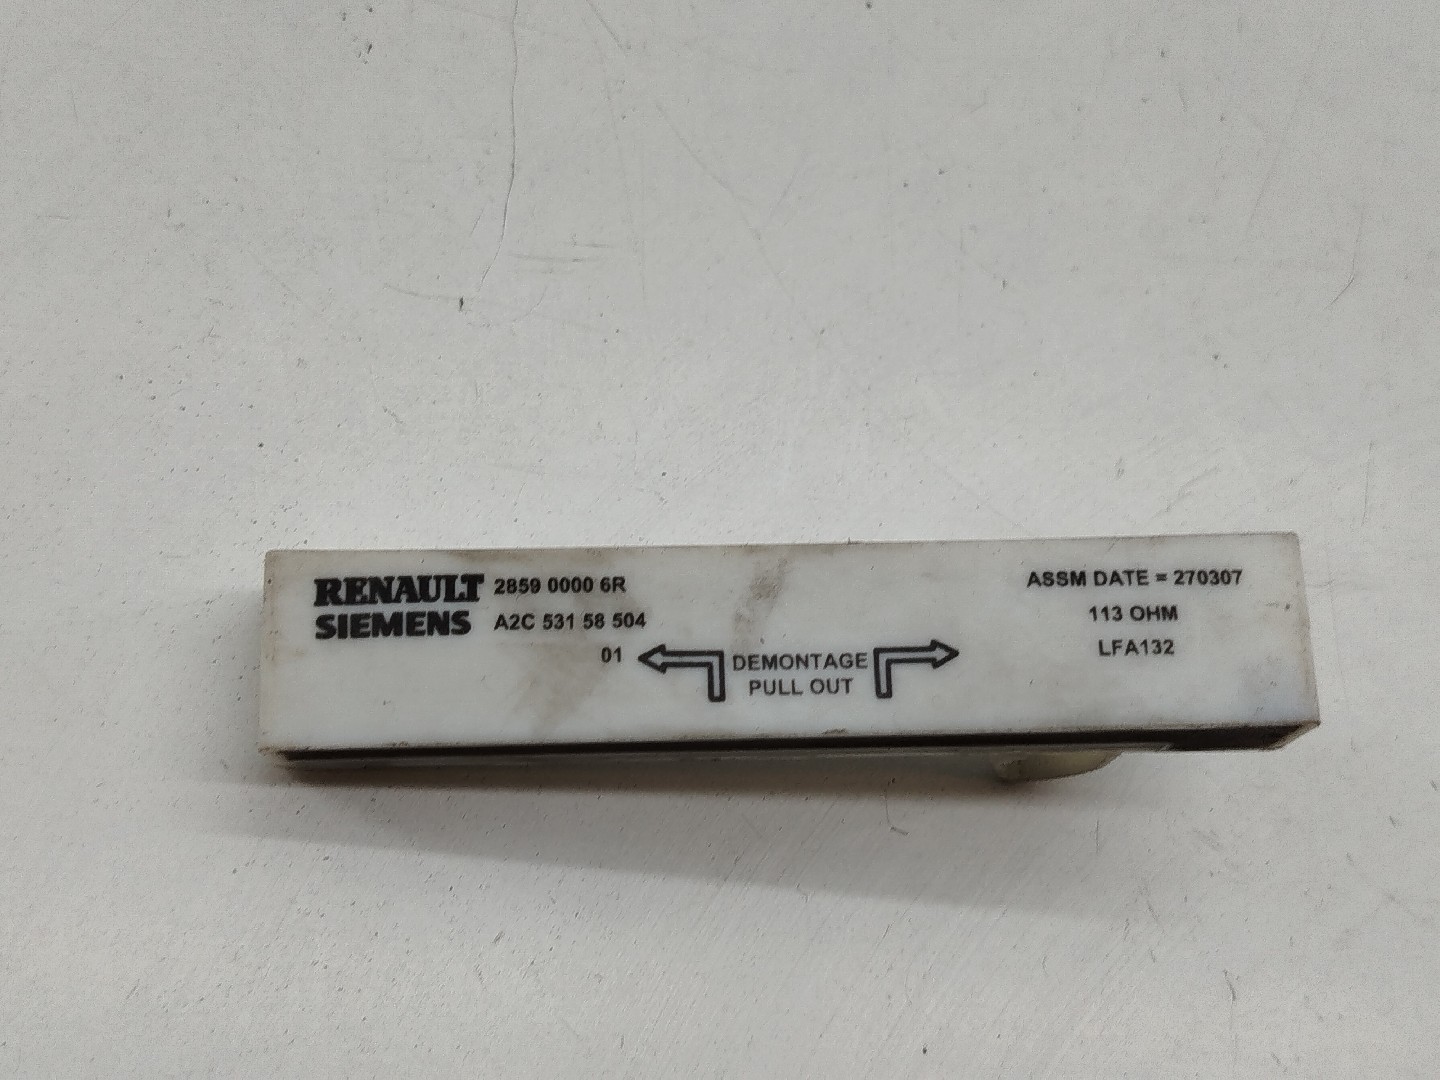 RENAULT 2859 0000 6R
SIEMENS A2C 531 58 504
01
DEMONTAGE
PULL OUT
ASSM DATE = 270307
113 OHM
LFA132